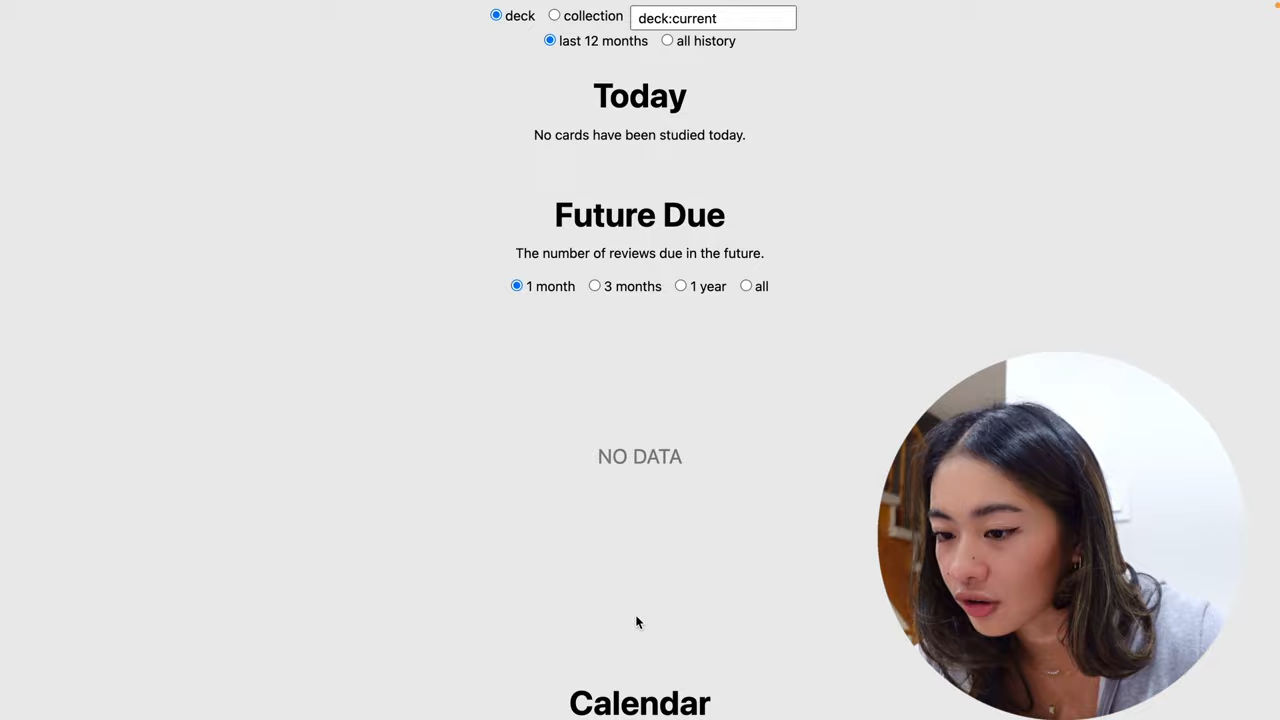 deck collection deck:current
last 12 months all history
Today
No cards have been studied today.
Future Due
The number of reviews due in the future.
1 month 3 months 1 year all
NO DATA
Calendar